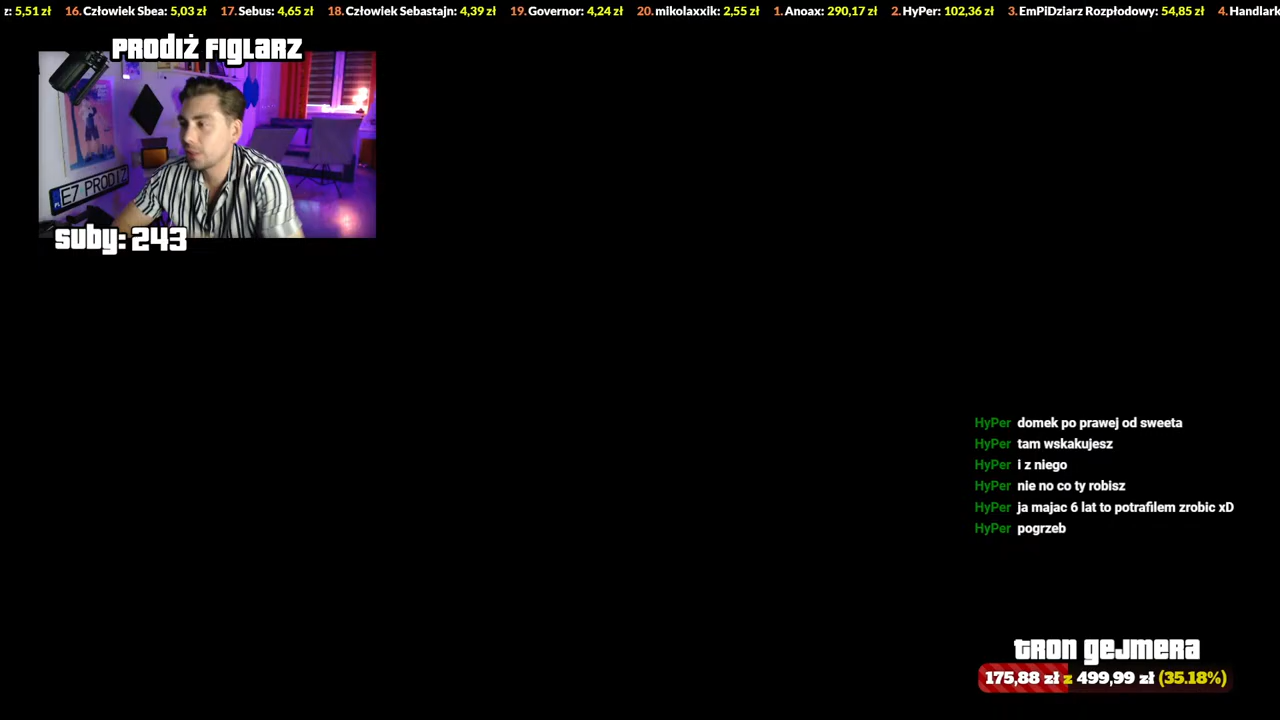 z: 5,51 zł 16. Człowiek Sbea: 5,03 zł 17. Sebus: 4,65 zł 18. Człowiek Sebastajn: 4,39 zł 19. Governor: 4,24 zł 20. mikolaxxik: 2,55 zł 1. Anoax: 290,17 zł 2. HyPer: 102,36 zł 3. EmPiDziarz Rozpłodowy: 54,85 zł 4. Handlark
PRODIŻ FIGLARZ
E7 PRODIZ
suby: 243
HyPer domek po prawej od sweeta
HyPer tam wskakujesz
HyPer i z niego
HyPer nie no co ty robisz
HyPer ja majac 6 lat to potrafilem zrobic xD
HyPer pogrzeb
tRON gejmeRa
175,88 zł z 499,99 zł (35.18%)